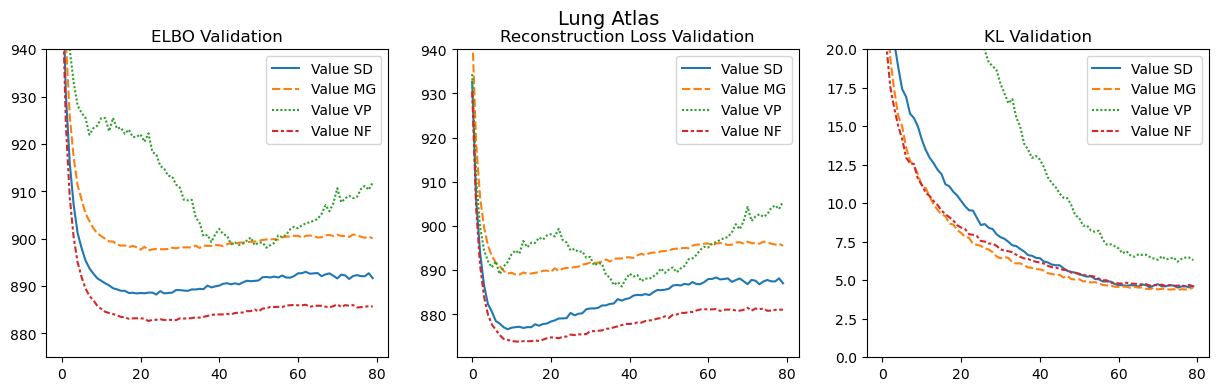 Lung Atlas
ELBO Validation
940
930
920
910
900
890
880
0
20
40
60
80
Value SD
Value MG
Value VP
Value NF
Reconstruction Loss Validation
940
930
920
910
900
890
880
0
20
40
60
80
Value SD
Value MG
Value VP
Value NF
KL Validation
20.0
17.5
15.0
12.5
10.0
7.5
5.0
2.5
0.0
0
20
40
60
80
Value SD
Value MG
Value VP
Value NF